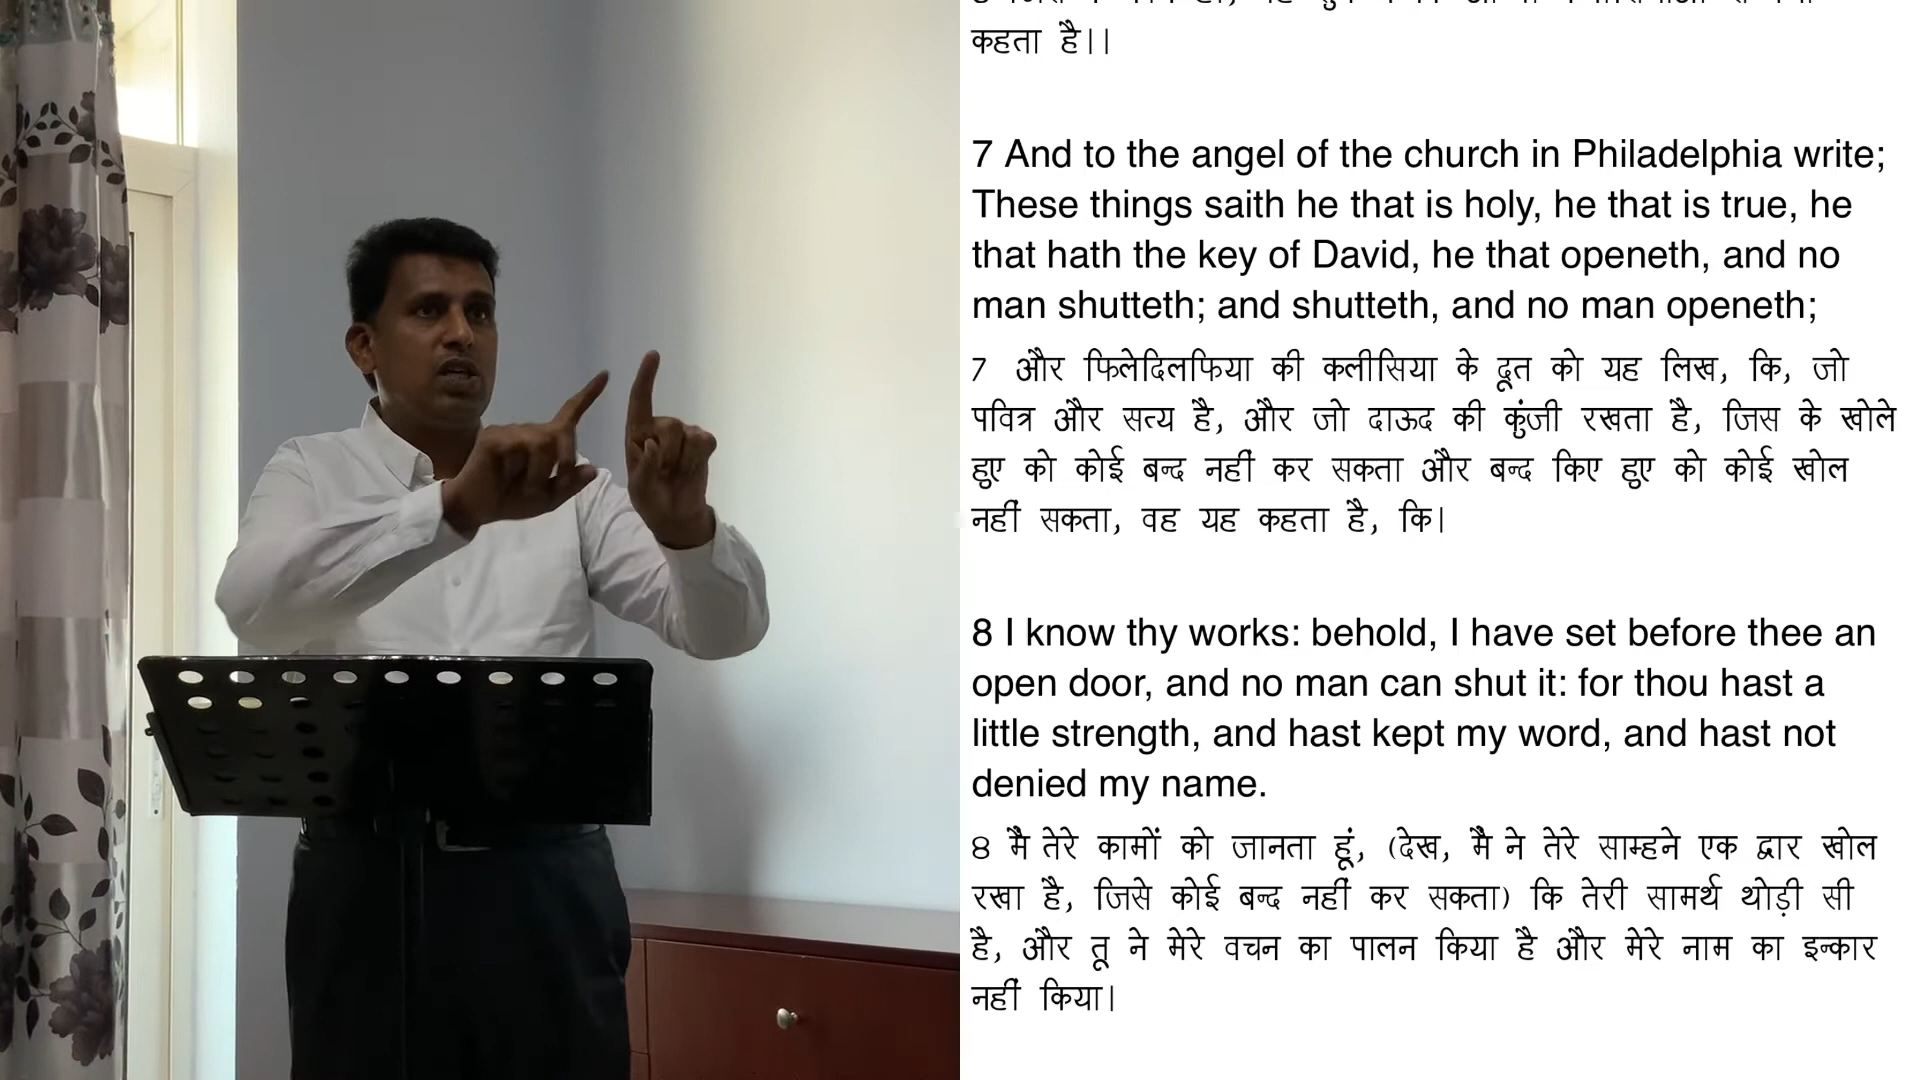 कहता है||
7 And to the angel of the church in Philadelphia write;
These things saith he that is holy, he that is true, he
that hath the key of David, he that openeth, and no
man shutteth; and shutteth, and no man openeth;
7 और फिलेदिलफिया की कलीसिया के दूत को यह लिख, कि, जो
पवित्र और सत्य है, और जो दाऊद की कुंजी रखता है, जिस के खोले
हुए को कोई बन्द नहीं कर सकता और बन्द किए हुए को कोई खोल
नहीं सकता, वह यह कहता है, कि|
8 I know thy works: behold, I have set before thee an
open door, and no man can shut it: for thou hast a
little strength, and hast kept my word, and hast not
denied my name.
8 मै तेरे कामों को जानता हूं, (देख, मै ने तेरे साम्हने एक द्वार खोल
रखा है, जिसे कोई बन्द नहीं कर सकता) कि तेरी सामर्थ थोड़ी सी
है, और तू ने मेरे वचन का पालन किया है और मेरे नाम का इन्कार
नहीं किया|